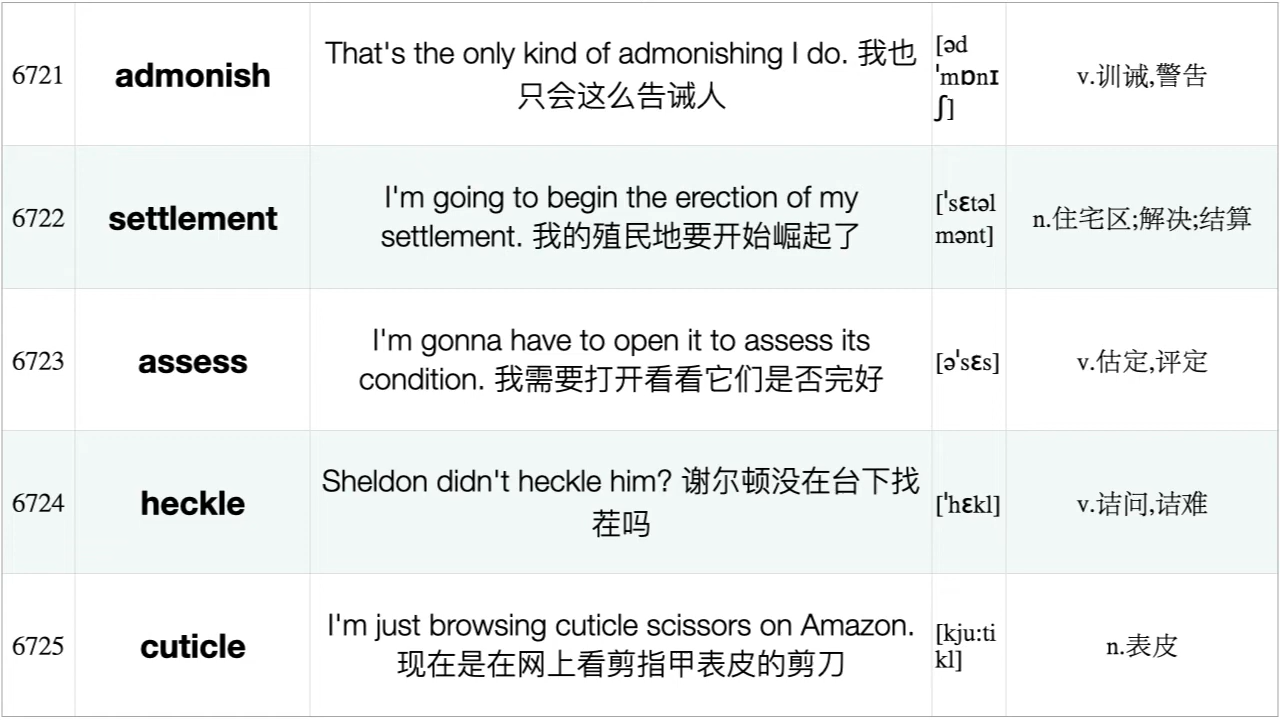 6721 admonish That's the only kind of admonishing I do. 我也 [əd
只会这么告诫人 ˈmɒnɪ v.训诫,警告
ʃ]
6722 settlement I'm going to begin the erection of my [ˈsɛtəl n.住宅区;解决;结算
settlement. 我的殖民地要开始崛起了 mənt]
6723 assess I'm gonna have to open it to assess its [əˈsɛs] v.估定,评定
condition. 我需要打开看看它们是否完好
6724 heckle Sheldon didn't heckle him? 谢尔顿没在台下找 [ˈhɛkl] v.诘问,诘难
茬吗
6725 cuticle I'm just browsing cuticle scissors on Amazon. [kju:ti n.表皮
现在是在网上看剪指甲表皮的剪刀 kl]